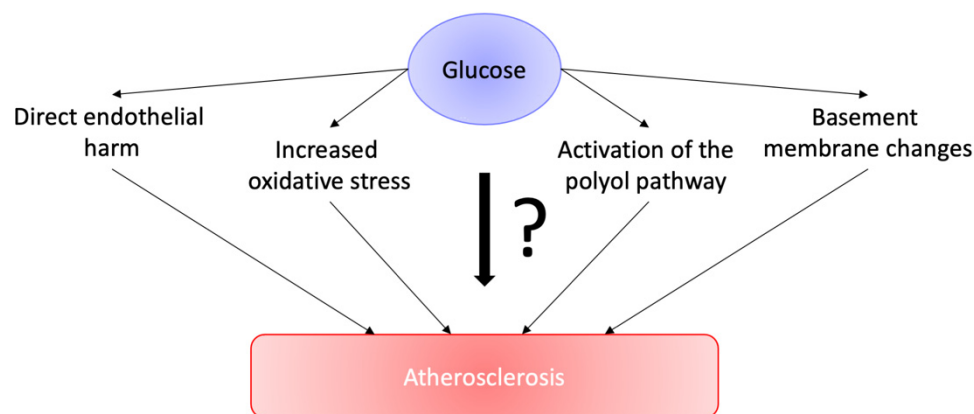 Glucose
Direct endothelial
harm
Increased
oxidative stress
Activation of the
polyol pathway
Basement
membrane changes
?
Atherosclerosis